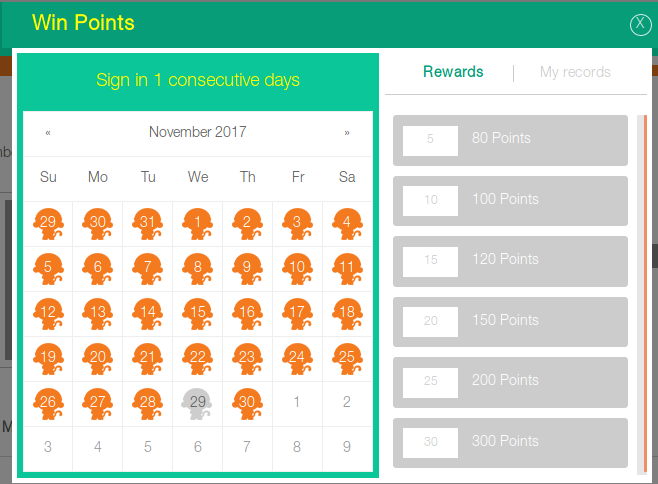 Win Points
X
Sign in 1 consecutive days
« November 2017 »
Su Mo Tu We Th Fr Sa
29 30 31 1 2 3 4
5 6 7 8 9 10 11
12 13 14 15 16 17 18
19 20 21 22 23 24 25
26 27 28 29 30 1 2
3 4 5 6 7 8 9
Rewards | My records
5 80 Points
10 100 Points
15 120 Points
20 150 Points
25 200 Points
30 300 Points